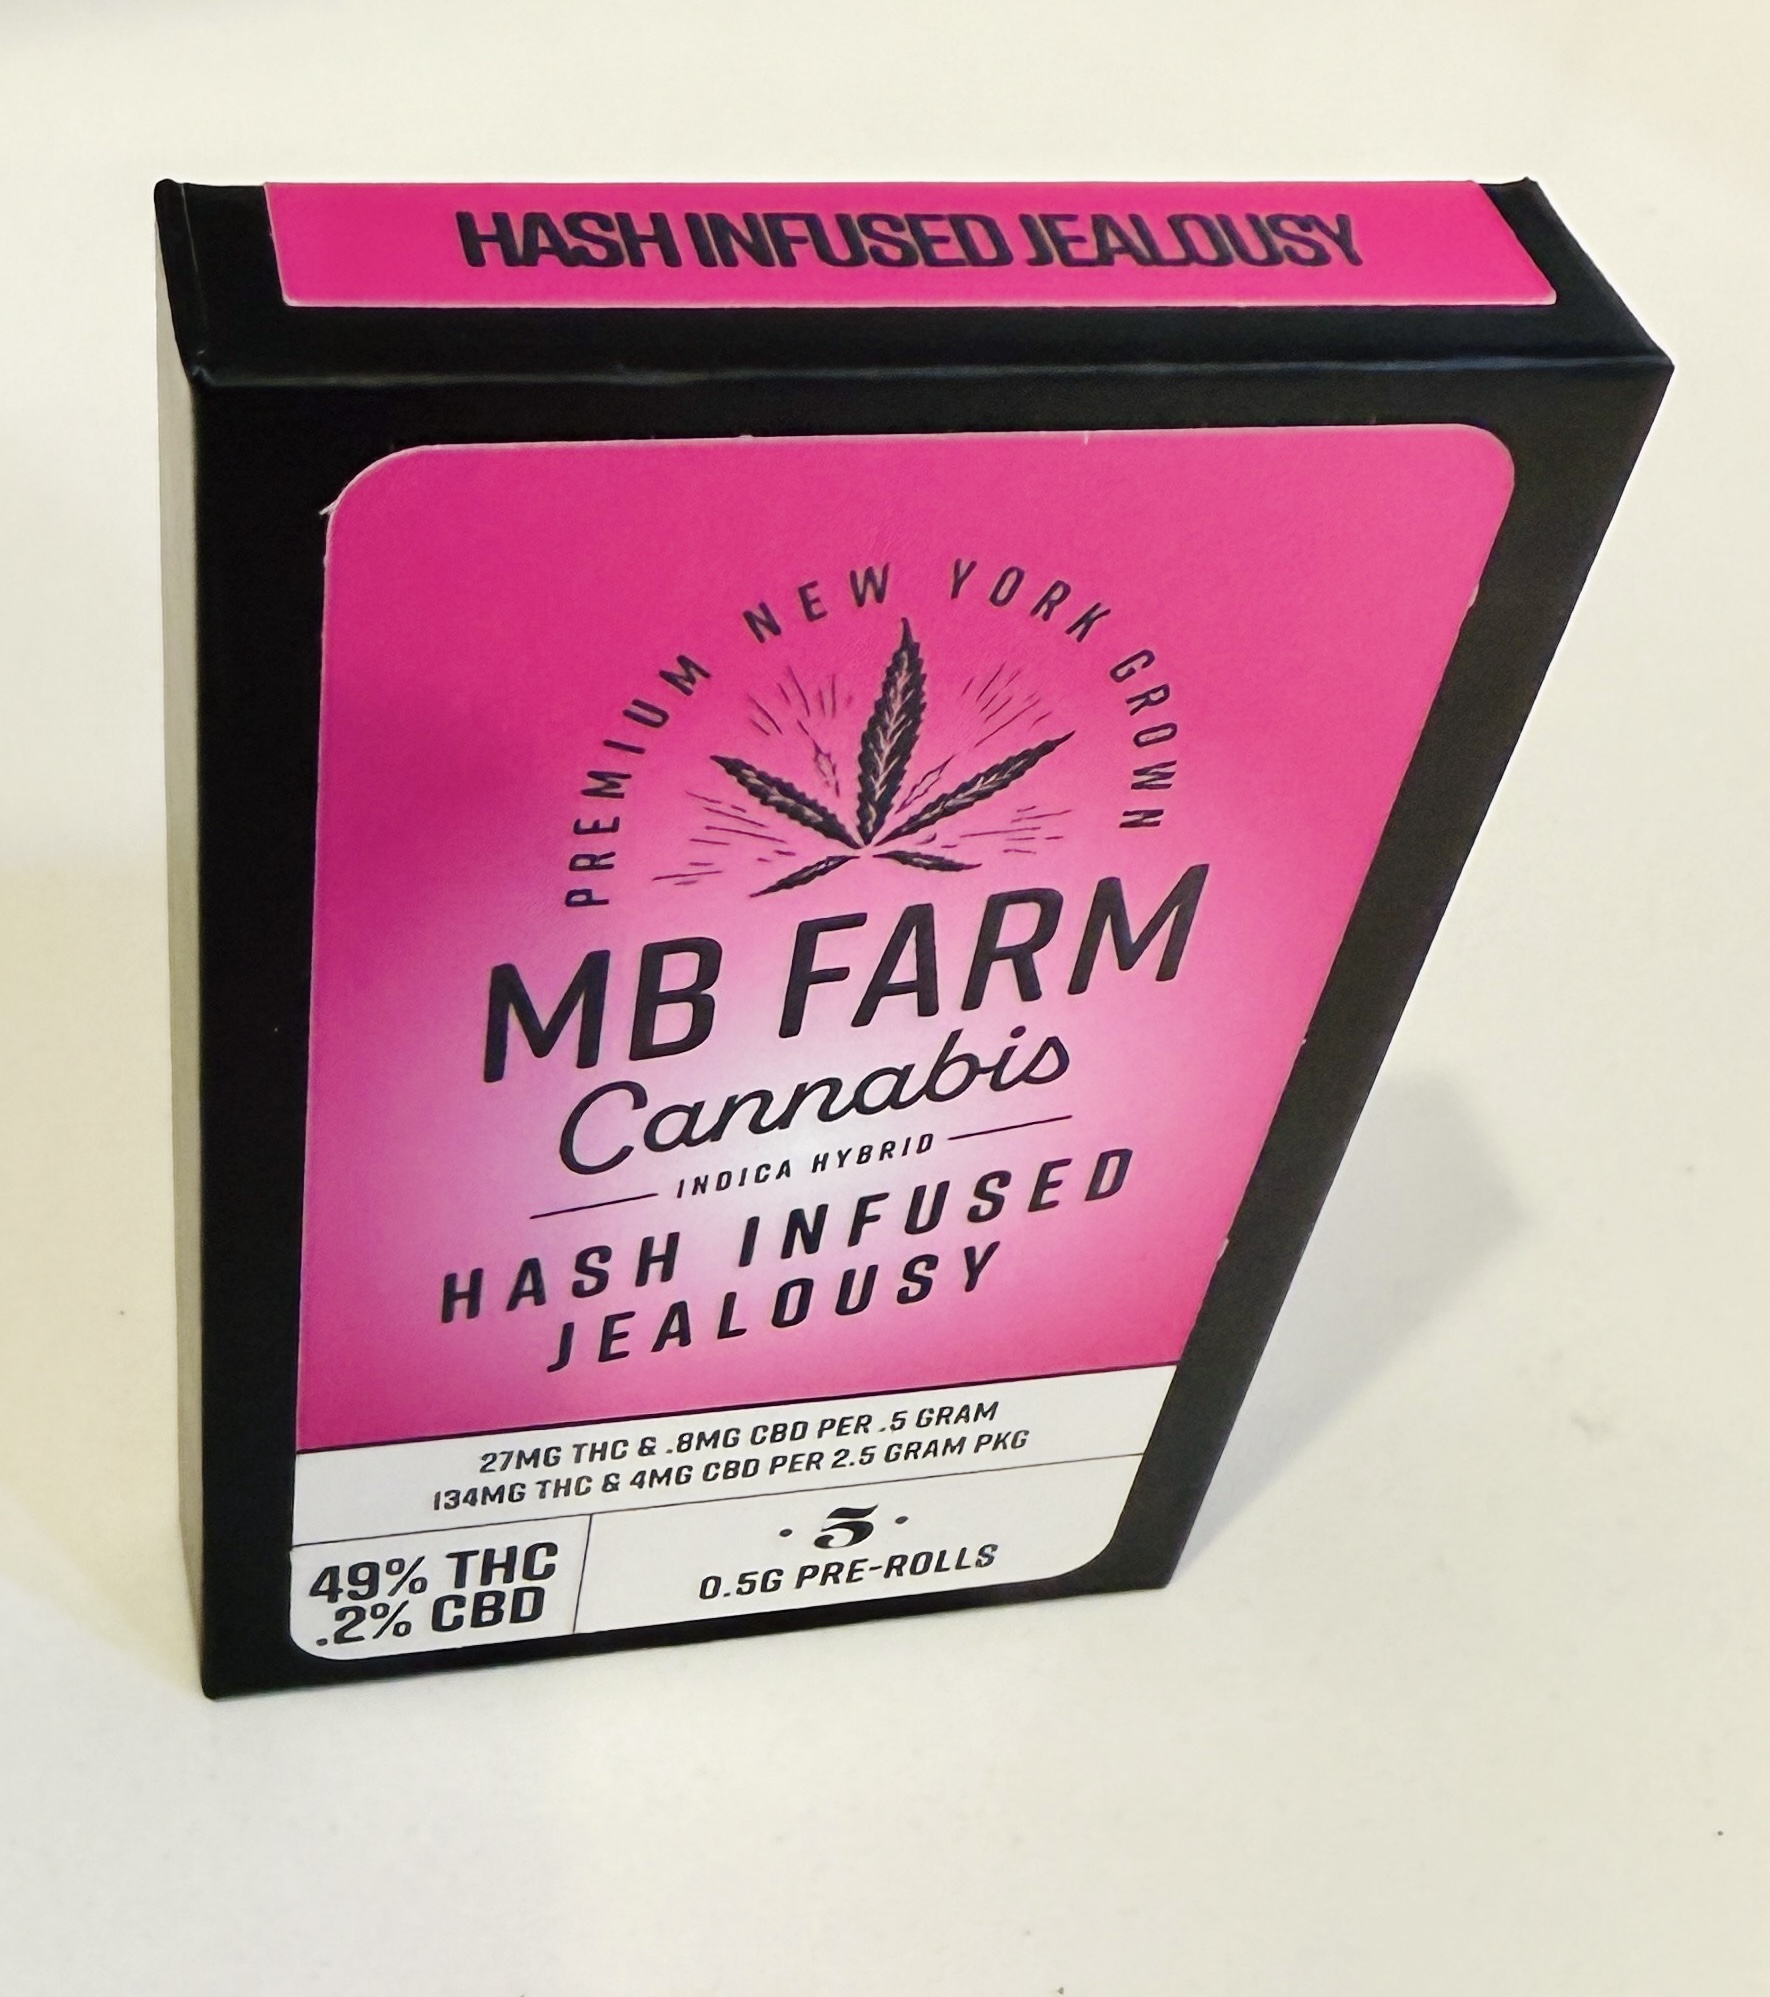 HASH INFUSED JEALOUSY
PREMIUM NEW YORK GROWN
MB FARM
Cannabis
INDICA HYBRID
HASH INFUSED
JEALOUSY
27MG THC & .8MG CBD PER .5 GRAM
134MG THC & 4MG CBD PER 2.5 GRAM PKG
49% THC
.2% CBD
· 5 ·
0.5G PRE-ROLLS